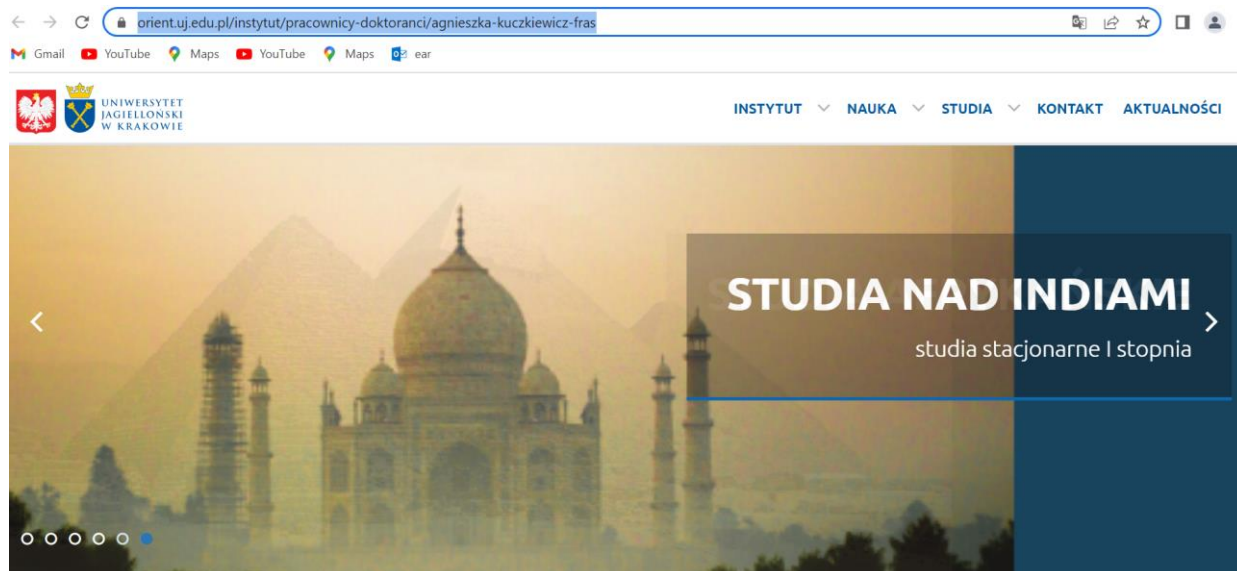 orient.uj.edu.pl/instytut/pracownicy-doktoranci/agnieszka-kuczkiewicz-fras
Gmail YouTube Maps YouTube Maps ear
UNIWERSYTET
JAGIELLOŃSKI
W KRAKOWIE
INSTYTUT NAUKA STUDIA KONTAKT AKTUALNOŚCI
STUDIA NAD INDIAMI
studia stacjonarne I stopnia